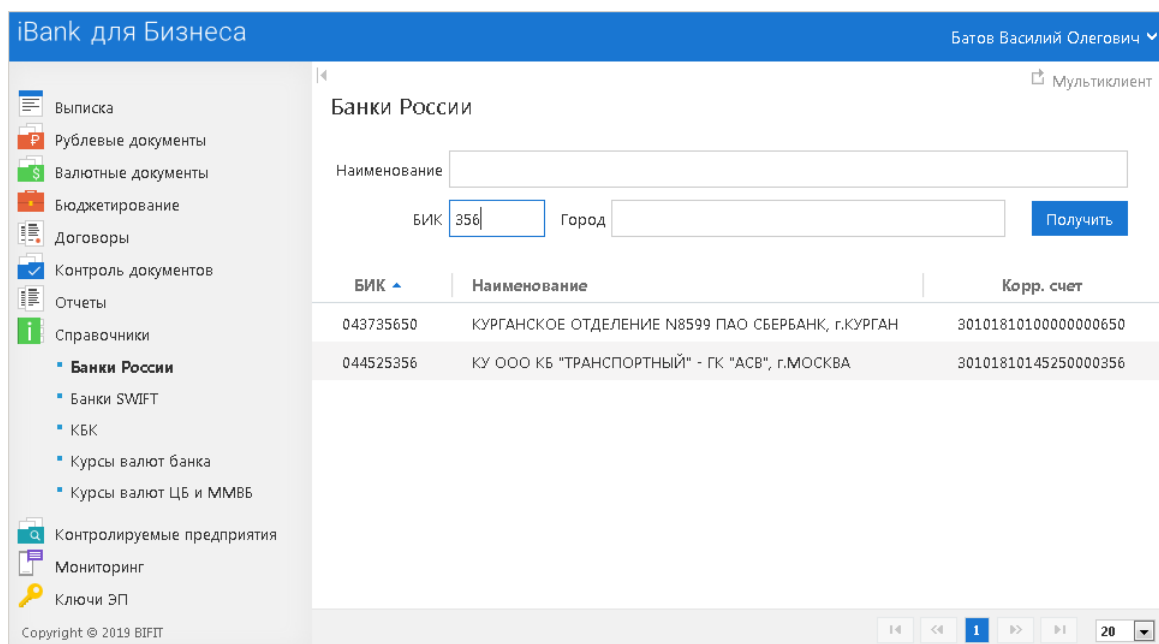 iBank для Бизнеса
Батов Василий Олегович
Мультиклиент
Выписка
Рублевые документы
Валютные документы
Бюджетирование
Договоры
Контроль документов
Отчеты
Справочники
Банки России
Банки SWIFT
КБК
Курсы валют банка
Курсы валют ЦБ и ММВБ
Контролируемые предприятия
Мониторинг
Ключи ЭП
Copyright © 2019 BIFIT
Банки России
Наименование
БИК 356 Город Получить
БИК Наименование Корр. счет
043735650 КУРГАНСКОЕ ОТДЕЛЕНИЕ N8599 ПАО СБЕРБАНК, г.КУРГАН 30101810100000000650
044525356 КУ ООО КБ "ТРАНСПОРТНЫЙ" - ГК "АСВ", г.МОСКВА 30101810145250000356
1 20